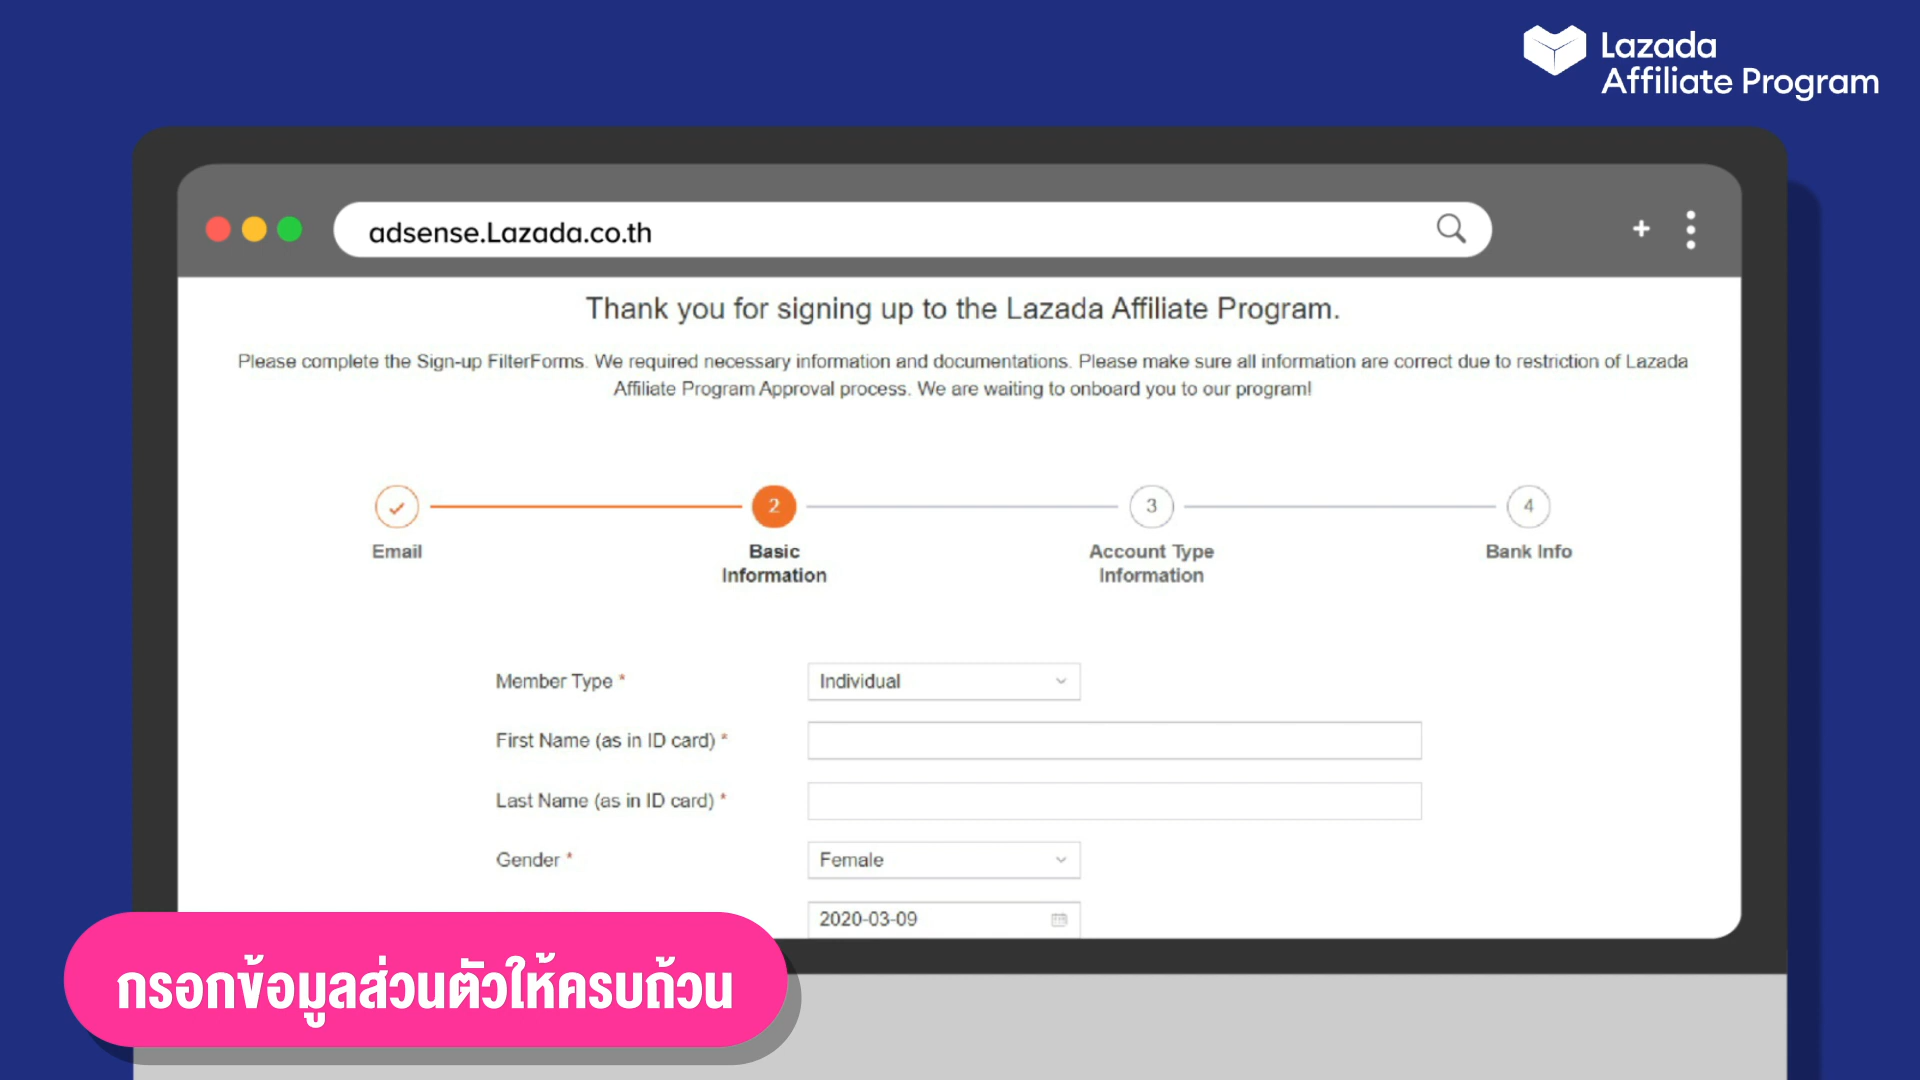 Lazada
Affiliate Program
adsense.Lazada.co.th
Thank you for signing up to the Lazada Affiliate Program.
Please complete the Sign-up FilterForms. We required necessary information and documentations. Please make sure all information are correct due to restriction of Lazada
Affiliate Program Approval process. We are waiting to onboard you to our program!
2
3
4
Email
Basic
Information
Account Type
Information
Bank Info
Member Type *
Individual
First Name (as in ID card) *
Last Name (as in ID card) *
Gender *
Female
2020-03-09
กรอกข้อมูลส่วนตัวให้ครบถ้วน